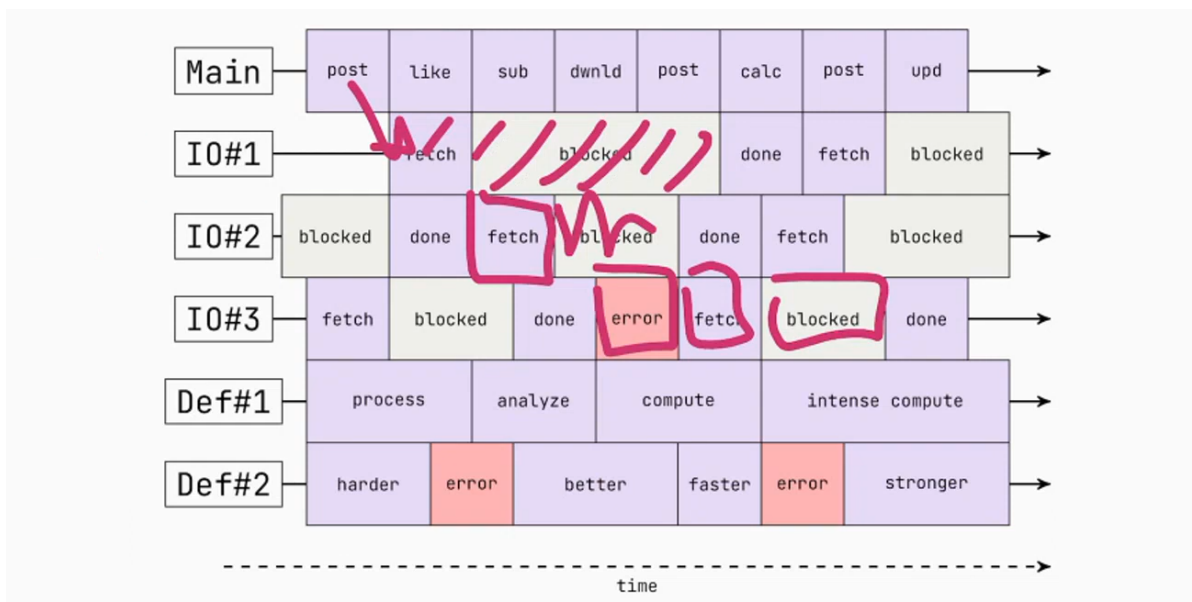 Main post like sub dwnld post calc post upd
IO#1 fetch blocked done fetch blocked
IO#2 blocked done fetch blocked done fetch blocked
IO#3 fetch blocked done error fetch blocked done
Def#1 process analyze compute intense compute
Def#2 harder error better faster error stronger
time